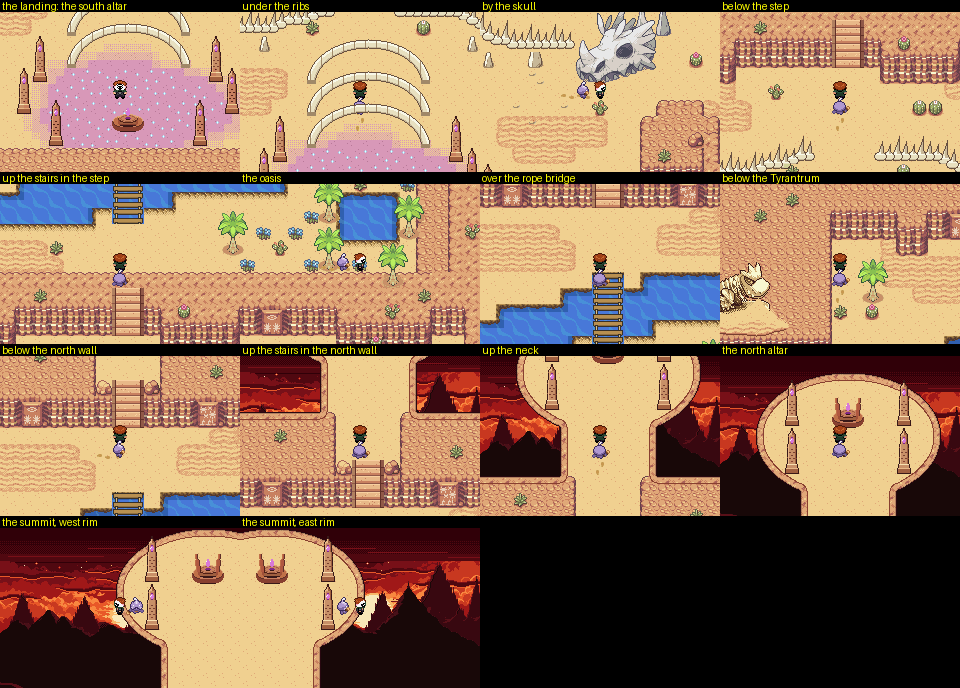 the landing: the south altar
under the ribs
by the skull
below the step
up the stairs in the step
the oasis
over the rope bridge
below the Tyrantrum
below the north wall
up the stairs in the north wall
up the neck
the north altar
the summit, west rim
the summit, east rim